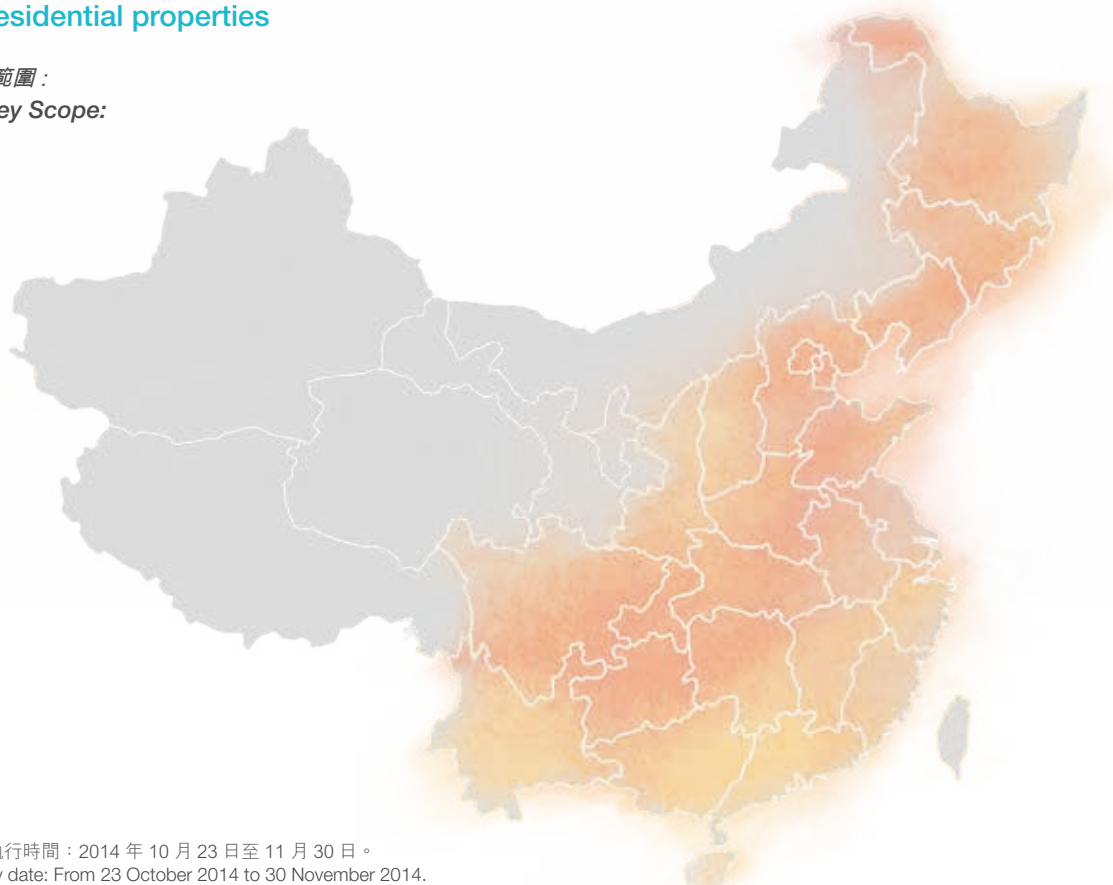 esidential properties
範圍 :
ey Scope:
行時間：2014 年 10 月 23 日至 11 月 30 日。
y date: From 23 October 2014 to 30 November 2014.